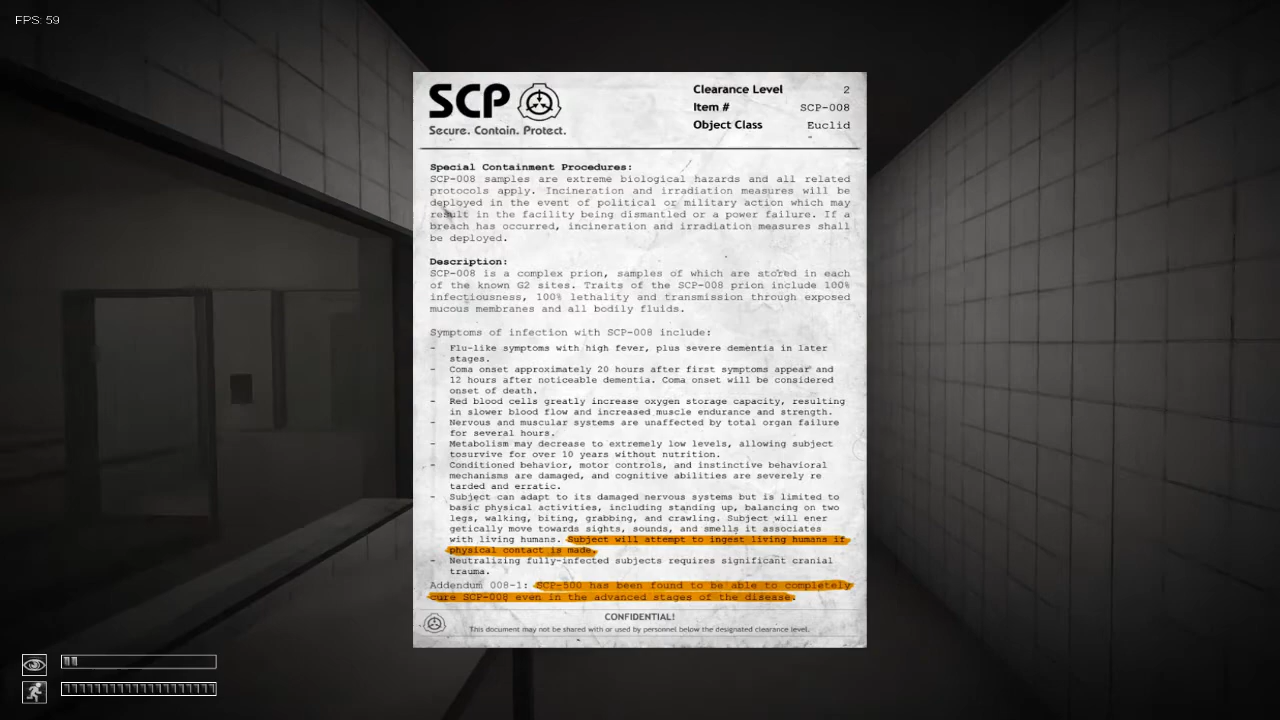 FPS: 59
SCP
Secure. Contain. Protect.
Clearance Level 2
Item # SCP-008
Object Class Euclid
Special Containment Procedures:
SCP-008 samples are extreme biological hazards and all related
protocols apply. Incineration and irradiation measures will be
deployed in the event of political or military action which may
result in the facility being dismantled or a power failure. If a
breach has occurred, incineration and irradiation measures shall
be deployed.
Description:
SCP-008 is a complex prion, samples of which are stored in each
of the known G2 sites. Traits of the SCP-008 prion include 100%
infectiousness, 100% lethality and transmission through exposed
mucous membranes and all bodily fluids.
Symptoms of infection with SCP-008 include:
- Flu-like symptoms with high fever, plus severe dementia in later
stages.
- Coma onset approximately 20 hours after first symptoms appear and
12 hours after noticeable dementia. Coma onset will be considered
onset of death.
- Red blood cells greatly increase oxygen storage capacity, resulting
in slower blood flow and increased muscle endurance and strength.
- Nervous and muscular systems are unaffected by total organ failure
for several hours.
- Metabolism may decrease to extremely low levels, allowing subject
tosurvive for over 10 years without nutrition.
- Conditioned behavior, motor controls, and instinctive behavioral
mechanisms are damaged, and cognitive abilities are severely re
tarded and erratic.
- Subject can adapt to its damaged nervous systems but is limited to
basic physical activities, including standing up, balancing on two
legs, walking, biting, grabbing, and crawling. Subject will ener
getically move towards sights, sounds, and smells it associates
with living humans. Subject will attempt to ingest living humans if
physical contact is made.
- Neutralizing fully-infected subjects requires significant cranial
trauma.
Addendum 008-1: SCP-500 has been found to be able to completely
cure SCP-008 even in the advanced stages of the disease.
CONFIDENTIAL!
This document may not be shared with or used by personnel below the designated clearance level.